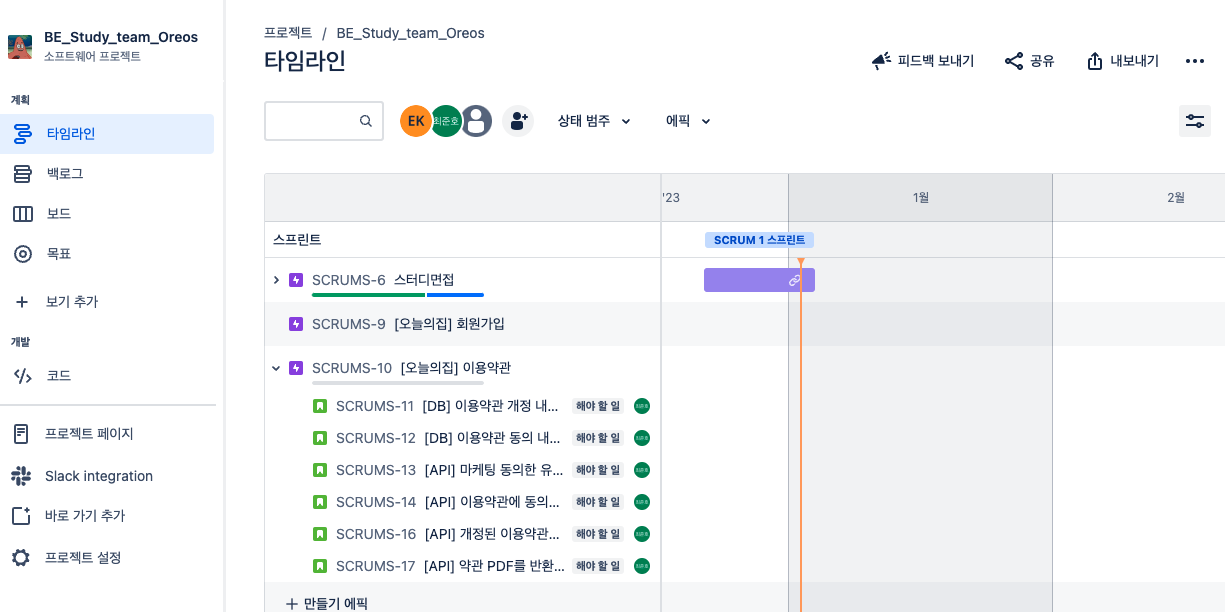 BE_Study_team_Oreos
소프트웨어 프로젝트
계획
타임라인
백로그
보드
목표
보기 추가
개발
코드
프로젝트 페이지
Slack integration
바로 가기 추가
프로젝트 설정
프로젝트 / BE_Study_team_Oreos
타임라인
피드백 보내기
공유
내보내기
EK
최준호
상태 범주
에픽
'23
1월
2월
스프린트
SCRUM 1 스프린트
SCRUMS-6 스터디면접
SCRUMS-9 [오늘의집] 회원가입
SCRUMS-10 [오늘의집] 이용약관
SCRUMS-11 [DB] 이용약관 개정 내... 해야 할 일
SCRUMS-12 [DB] 이용약관 동의 내... 해야 할 일
SCRUMS-13 [API] 마케팅 동의한 유... 해야 할 일
SCRUMS-14 [API] 이용약관에 동의... 해야 할 일
SCRUMS-16 [API] 개정된 이용약관... 해야 할 일
SCRUMS-17 [API] 약관 PDF를 반환... 해야 할 일
만들기 에픽